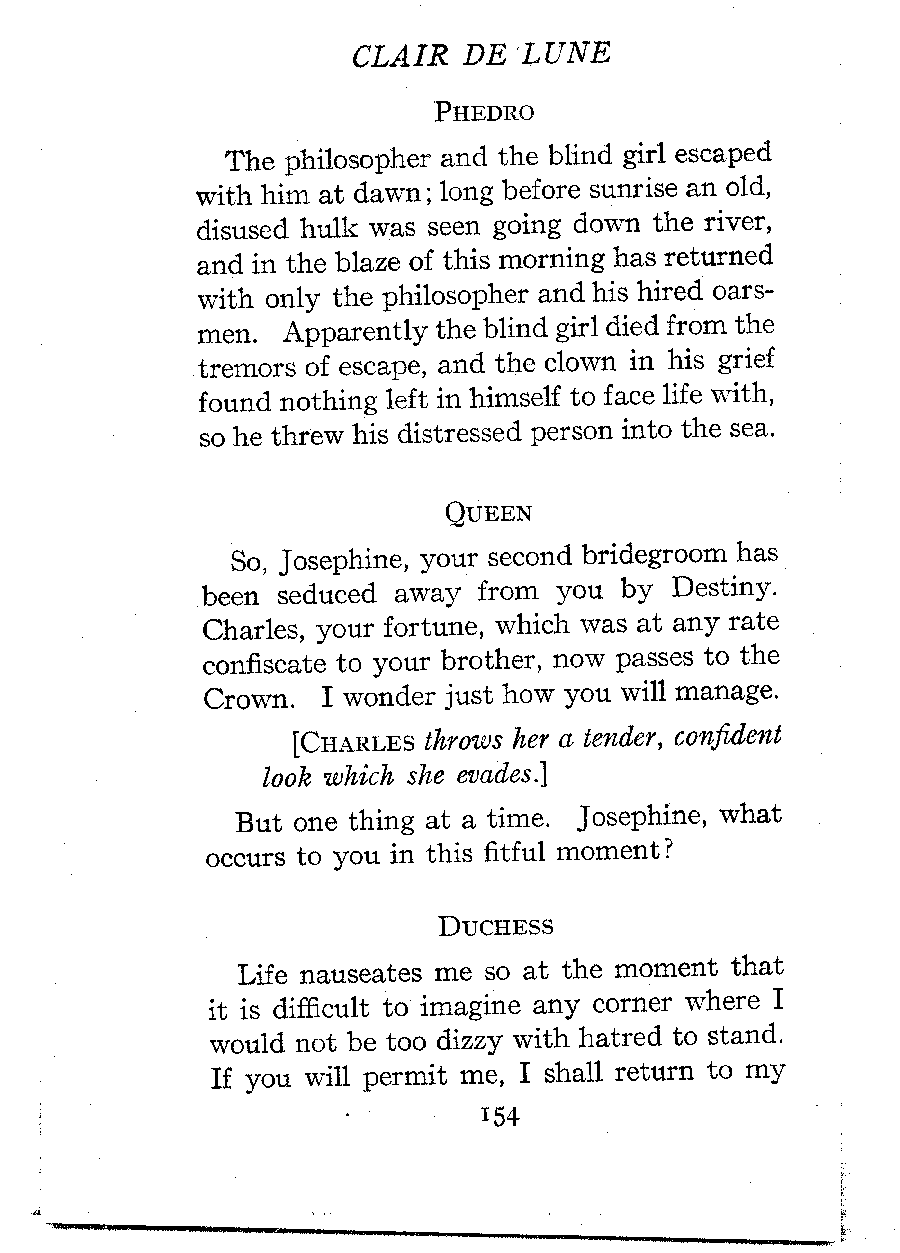 CLAIR DE LUNE
PHEDRO
The philosopher and the blind girl escaped
with him at dawn; long before sunrise an old,
disused hulk was seen going down the river,
and in the blaze of this morning has returned
with only the philosopher and his hired oars-
men. Apparently the blind girl died from the
tremors of escape, and the clown in his grief
found nothing left in himself to face life with,
so he threw his distressed person into the sea.
QUEEN
So, Josephine, your second bridegroom has
been seduced away from you by Destiny.
Charles, your fortune, which was at any rate
confiscate to your brother, now passes to the
Crown. I wonder just how you will manage.
[CHARLES throws her a tender, confident
look which she evades.]
But one thing at a time. Josephine, what
occurs to you in this fitful moment?
DUCHESS
Life nauseates me so at the moment that
it is difficult to imagine any corner where I
would not be too dizzy with hatred to stand.
If you will permit me, I shall return to my
154